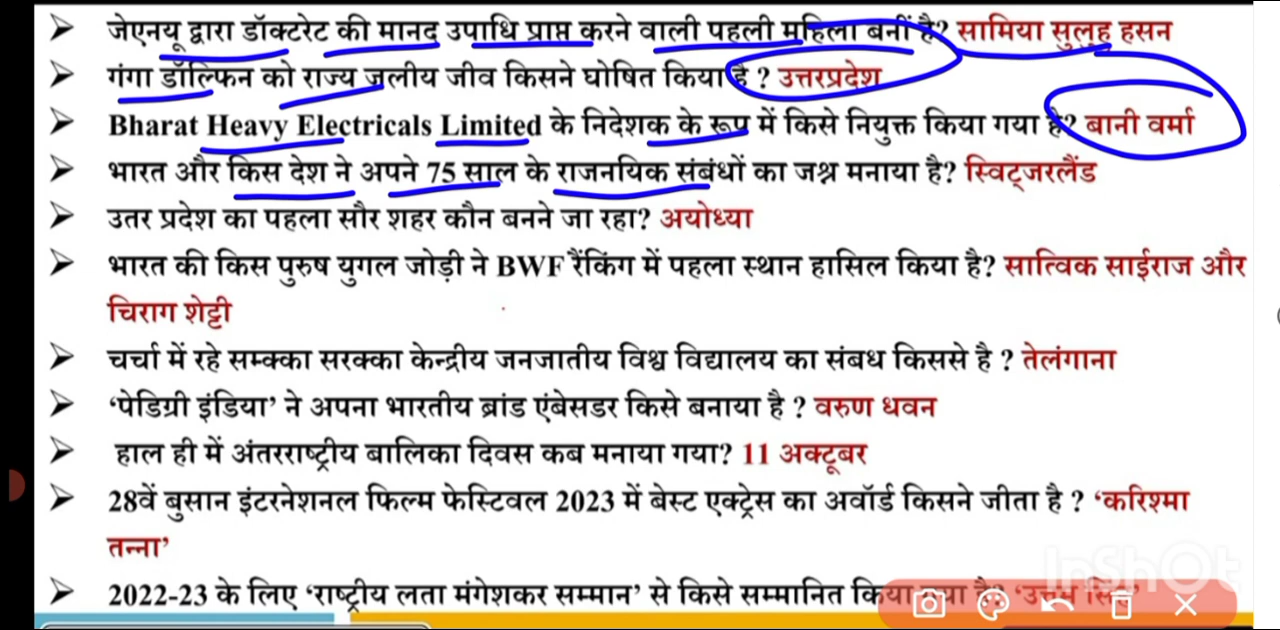 ➤ जेएनयू द्वारा डॉक्टरेट की मानद उपाधि प्राप्त करने वाली पहली महिला बनीं है? सामिया सुलुह हसन
➤ गंगा डॉल्फिन को राज्य जलीय जीव किसने घोषित किया है ? उत्तरप्रदेश
➤ Bharat Heavy Electricals Limited के निदेशक के रूप में किसे नियुक्त किया गया है? बानी वर्मा
➤ भारत और किस देश ने अपने 75 साल के राजनयिक संबंधों का जश्न मनाया है? स्विट्जरलैंड
➤ उतर प्रदेश का पहला सौर शहर कौन बनने जा रहा? अयोध्या
➤ भारत की किस पुरुष युगल जोड़ी ने BWF रैंकिंग में पहला स्थान हासिल किया है? सात्विक साईराज और
चिराग शेट्टी
➤ चर्चा में रहे सम्क्का सरक्का केन्द्रीय जनजातीय विश्व विद्यालय का संबध किससे है ? तेलंगाना
➤ ‘पेडिग्री इंडिया’ ने अपना भारतीय ब्रांड एंबेसडर किसे बनाया है ? वरुण धवन
➤ हाल ही में अंतरराष्ट्रीय बालिका दिवस कब मनाया गया? 11 अक्टूबर
➤ 28वें बुसान इंटरनेशनल फिल्म फेस्टिवल 2023 में बेस्ट एक्ट्रेस का अवॉर्ड किसने जीता है ? ‘करिश्मा
तन्ना’
➤ 2022-23 के लिए ‘राष्ट्रीय लता मंगेशकर सम्मान’ से किसे सम्मानित किया गया है? ‘उत्तम सिंह’
InShOt